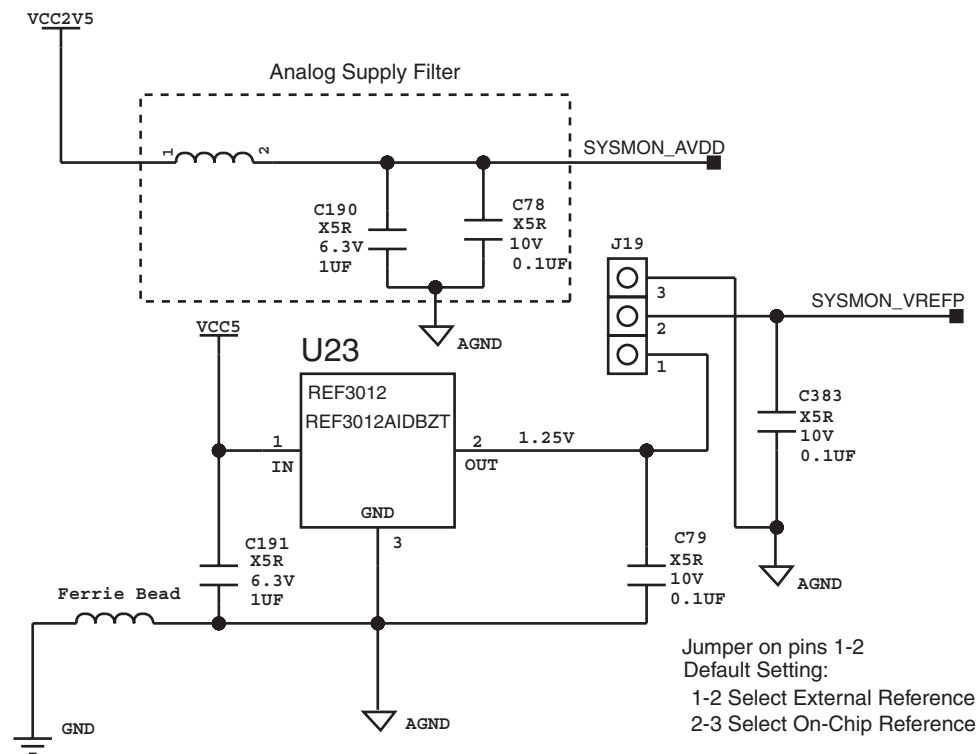 VCC2V5
Analog Supply Filter
1
2
SYSMON_AVDD
C190
X5R
6.3V
1UF
C78
X5R
10V
0.1UF
AGND
J19
3
2
1
SYSMON_VREFP
C383
X5R
10V
0.1UF
AGND
VCC5
U23
REF3012
REF3012AIDBZT
1
IN
2
OUT
1.25V
GND
3
C191
X5R
6.3V
1UF
C79
X5R
10V
0.1UF
Ferrie Bead
GND
AGND
Jumper on pins 1-2
Default Setting:
1-2 Select External Reference
2-3 Select On-Chip Reference